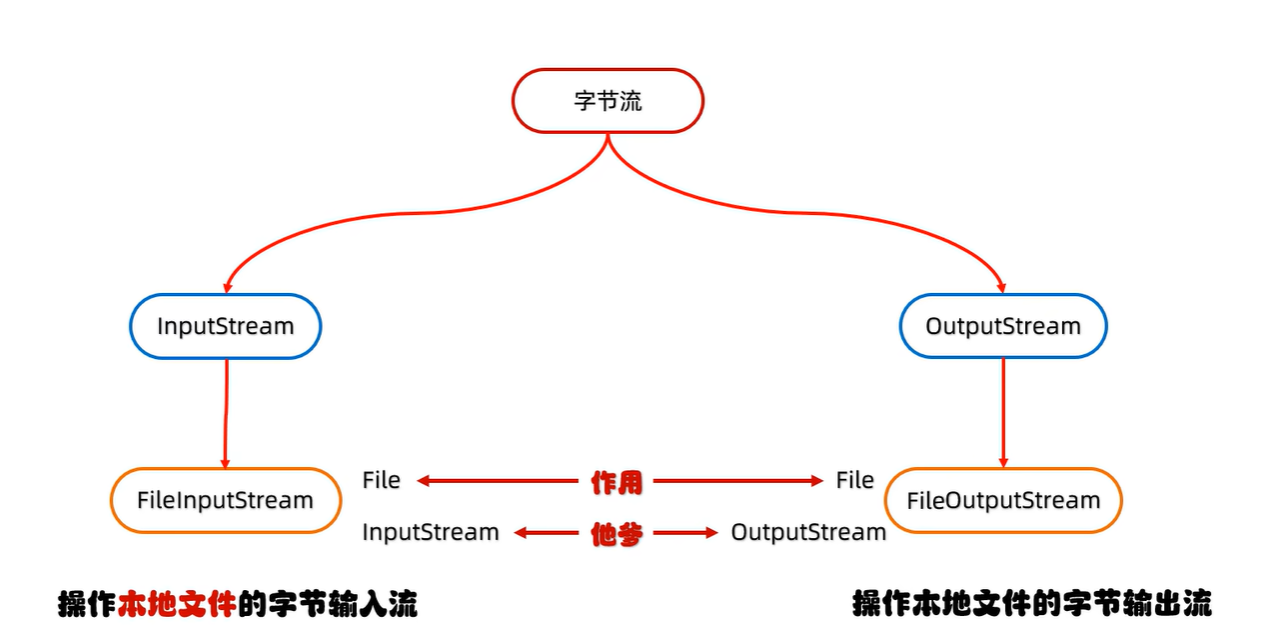 字节流
InputStream
OutputStream
FileInputStream
File
作用
File
FileOutputStream
InputStream
他爹
OutputStream
操作本地文件的字节输入流
操作本地文件的字节输出流